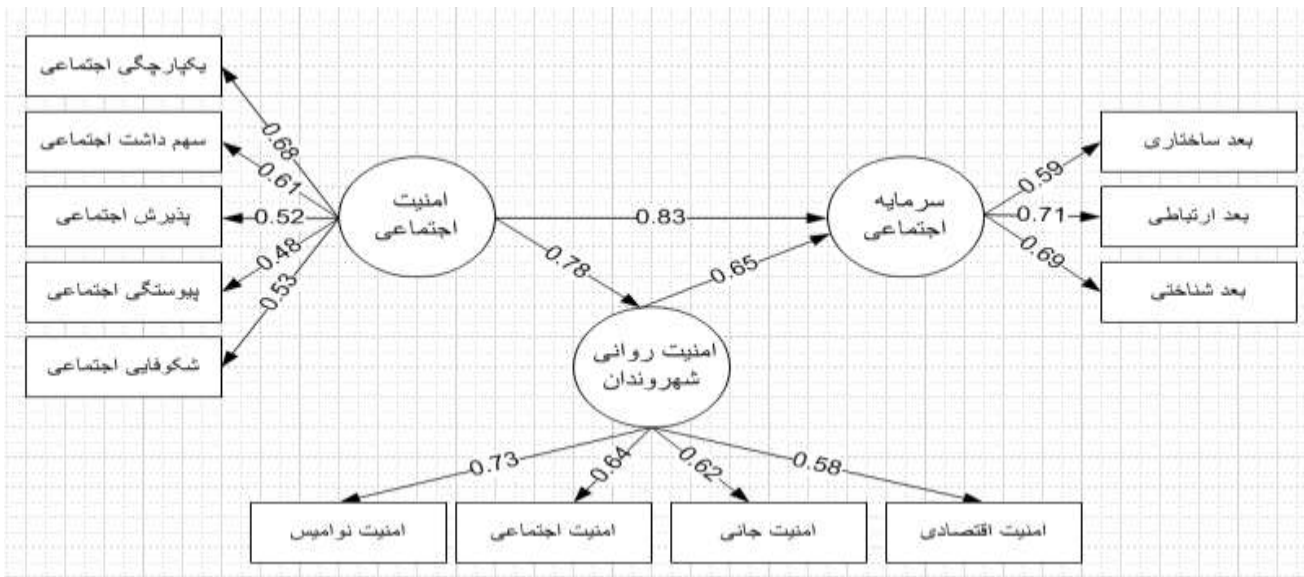 یکپارچگی اجتماعی
سهم داشت اجتماعی
پذیرش اجتماعی
پیوستگی اجتماعی
شکوفایی اجتماعی
0.68
0.61
0.52
0.48
0.53
امنیت
اجتماعی
0.83
0.78
0.65
سرمایه
اجتماعی
0.59
0.71
0.69
بعد ساختاری
بعد ارتباطی
بعد شناختی
امنیت روانی
شهروندان
0.73
0.64
0.62
0.58
امنیت نوامیس
امنیت اجتماعی
امنیت جانی
امنیت اقتصادی